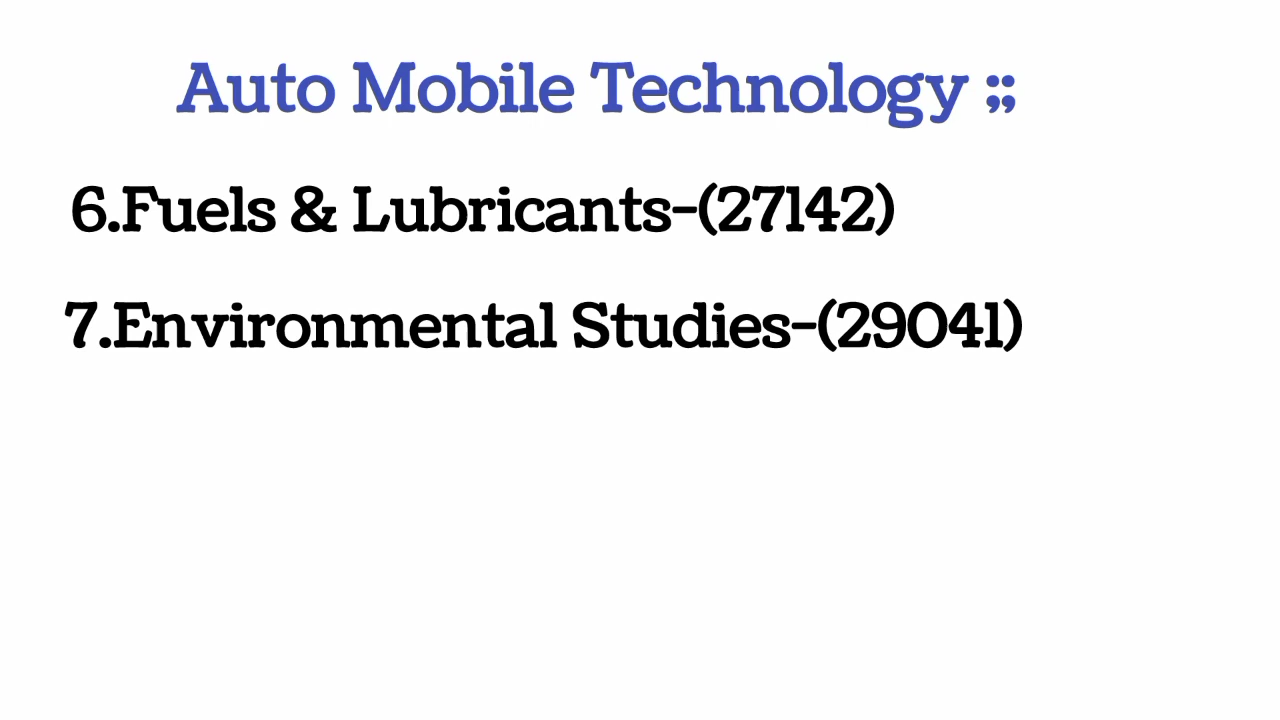 Auto Mobile Technology ;;
6.Fuels & Lubricants-(27142)
7.Environmental Studies-(29041)